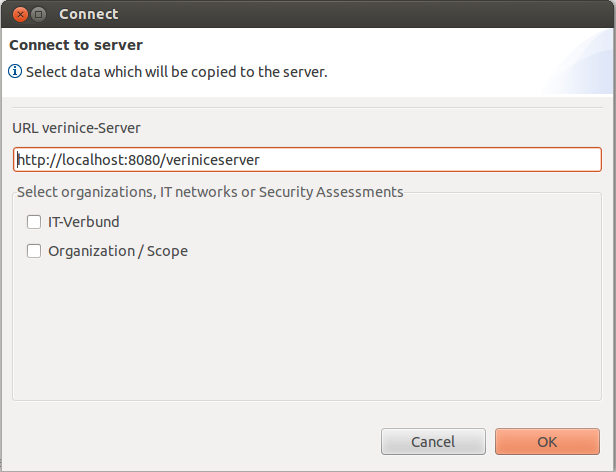 Connect
Connect to server
Select data which will be copied to the server.
URL verinice-Server
http://localhost:8080/veriniceserver
Select organizations, IT networks or Security Assessments
IT-Verbund
Organization / Scope
Cancel
OK